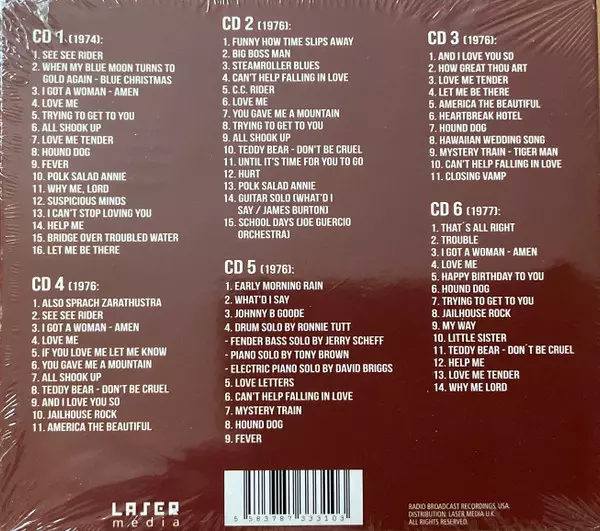 CD 1 (1974):
1. SEE SEE RIDER
2. WHEN MY BLUE MOON TURNS TO
GOLD AGAIN - BLUE CHRISTMAS
3. I GOT A WOMAN - AMEN
4. LOVE ME
5. TRYING TO GET TO YOU
6. ALL SHOOK UP
7. LOVE ME TENDER
8. HOUND DOG
9. FEVER
10. POLK SALAD ANNIE
11. WHY ME, LORD
12. SUSPICIOUS MINDS
13. I CAN'T STOP LOVING YOU
14. HELP ME
15. BRIDGE OVER TROUBLED WATER
16. LET ME BE THERE
CD 2 (1976):
1. FUNNY HOW TIME SLIPS AWAY
2. BIG BOSS MAN
3. STEAMROLLER BLUES
4. CAN'T HELP FALLING IN LOVE
5. C.C. RIDER
6. LOVE ME
7. YOU GAVE ME A MOUNTAIN
8. TRYING TO GET TO YOU
9. ALL SHOOK UP
10. TEDDY BEAR - DON'T BE CRUEL
11. UNTIL IT'S TIME FOR YOU TO GO
12. HURT
13. POLK SALAD ANNIE
14. GUITAR SOLO (WHAT'D I
SAY / JAMES BURTON)
15. SCHOOL DAYS (JOE GUERCIO
ORCHESTRA)
CD 3 (1976):
1. AND I LOVE YOU SO
2. HOW GREAT THOU ART
3. LOVE ME TENDER
4. LET ME BE THERE
5. AMERICA THE BEAUTIFUL
6. HEARTBREAK HOTEL
7. HOUND DOG
8. HAWAIIAN WEDDING SONG
9. MYSTERY TRAIN - TIGER MAN
10. CAN'T HELP FALLING IN LOVE
11. CLOSING VAMP
CD 4 (1976:
1. ALSO SPRACH ZARATHUSTRA
2. SEE SEE RIDER
3. I GOT A WOMAN - AMEN
4. LOVE ME
5. IF YOU LOVE ME LET ME KNOW
6. YOU GAVE ME A MOUNTAIN
7. ALL SHOOK UP
8. TEDDY BEAR - DON'T BE CRUEL
9. AND I LOVE YOU SO
10. JAILHOUSE ROCK
11. AMERICA THE BEAUTIFUL
CD 5 (1976):
1. EARLY MORNING RAIN
2. WHAT'D I SAY
3. JOHNNY B GOODE
4. DRUM SOLO BY RONNIE TUTT
- FENDER BASS SOLO BY JERRY SCHEFF
- PIANO SOLO BY TONY BROWN
- ELECTRIC PIANO SOLO BY DAVID BRIGGS
5. LOVE LETTERS
6. CAN'T HELP FALLING IN LOVE
7. MYSTERY TRAIN
8. HOUND DOG
9. FEVER
CD 6 (1977):
1. THAT´S ALL RIGHT
2. TROUBLE
3. I GOT A WOMAN - AMEN
4. LOVE ME
5. HAPPY BIRTHDAY TO YOU
6. HOUND DOG
7. TRYING TO GET TO YOU
8. JAILHOUSE ROCK
9. MY WAY
10. LITTLE SISTER
11. TEDDY BEAR - DON´T BE CRUEL
12. HELP ME
13. LOVE ME TENDER
14. WHY ME LORD
LASER
média
5 583787 333103
RADIO BROADCAST RECORDINGS, USA.
DISTRIBUTION: LASER MEDIA U.K.
ALL RIGHTS RESERVED.